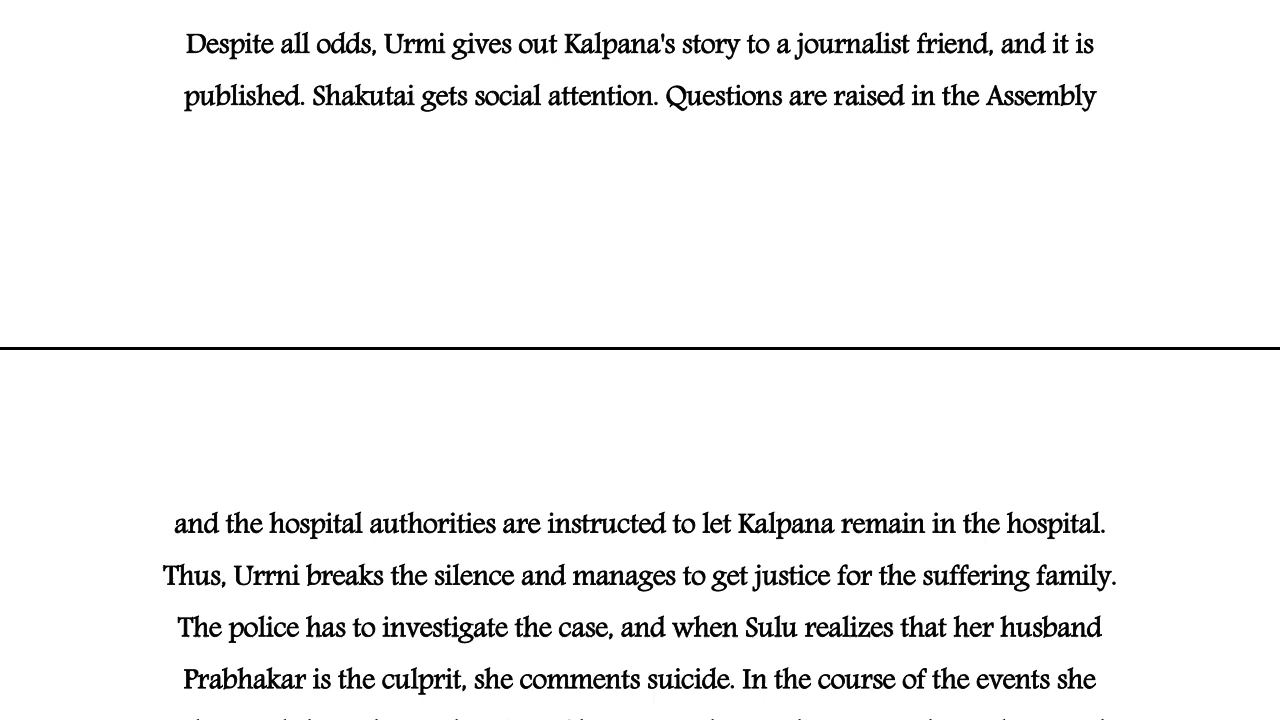 Despite all odds, Urmi gives out Kalpana's story to a journalist friend, and it is
published. Shakutai gets social attention. Questions are raised in the Assembly
and the hospital authorities are instructed to let Kalpana remain in the hospital.
Thus, Urrni breaks the silence and manages to get justice for the suffering family.
The police has to investigate the case, and when Sulu realizes that her husband
Prabhakar is the culprit, she comments suicide. In the course of the events she